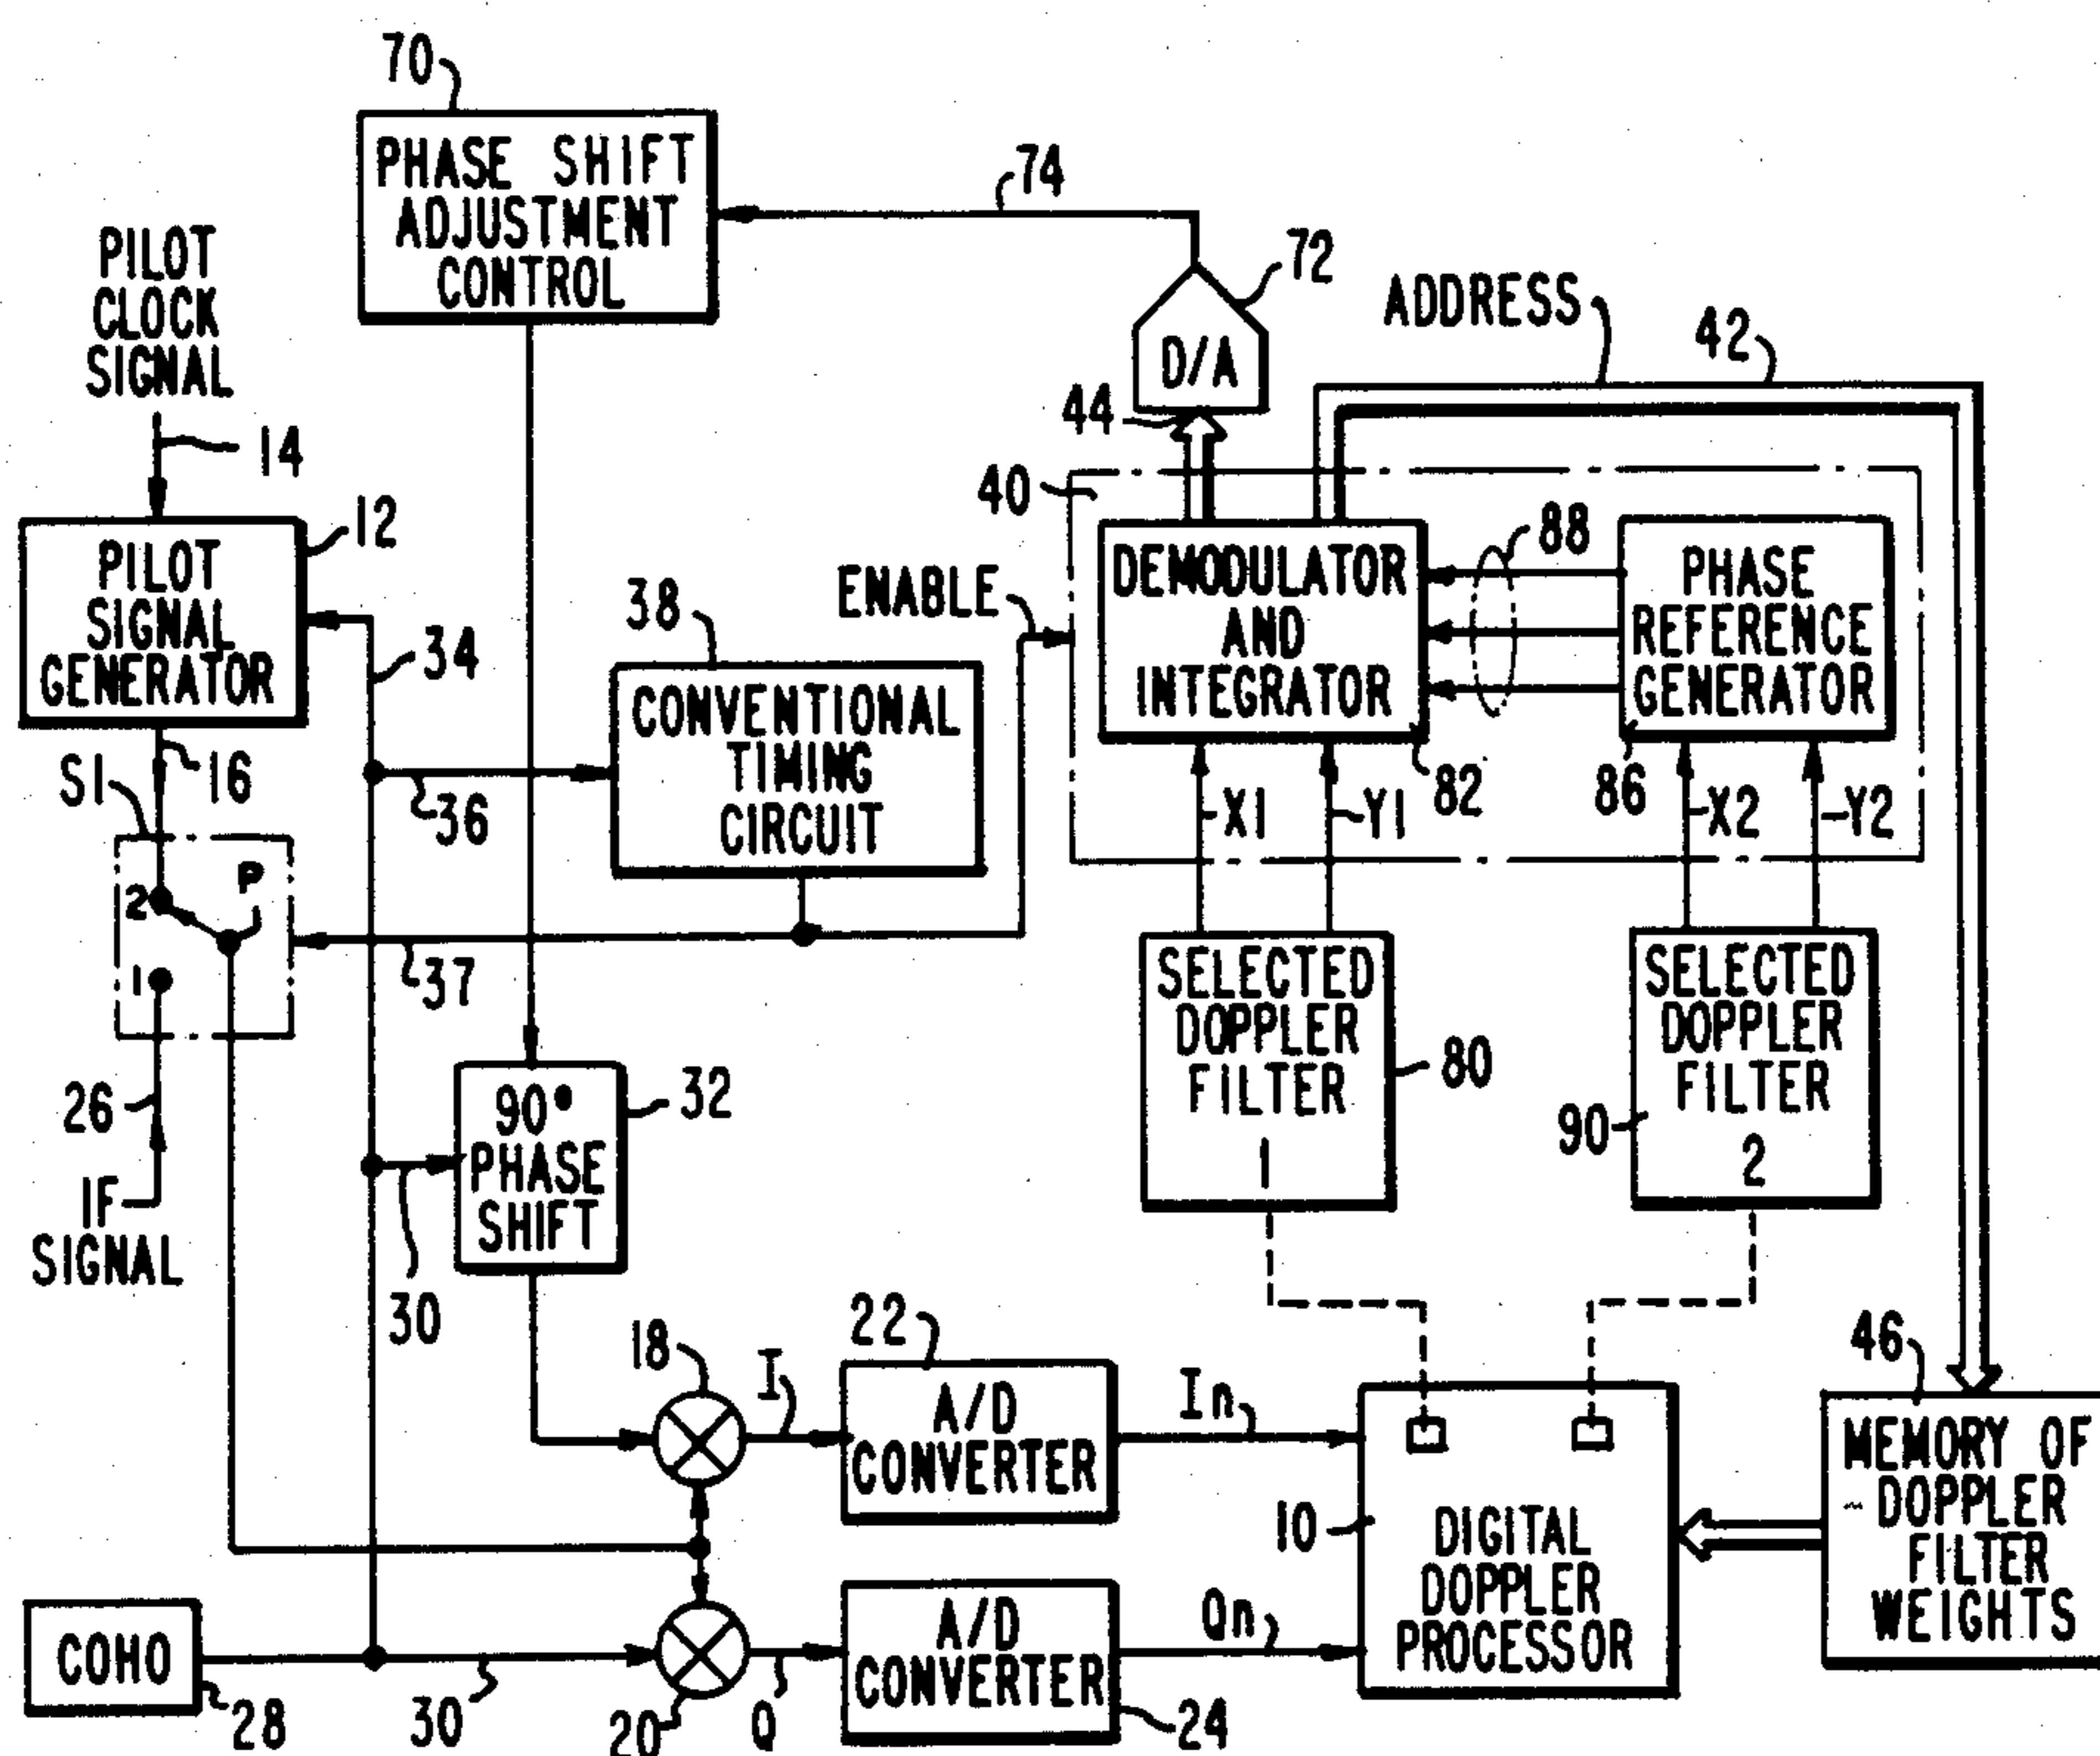 70
PHASE SHIFT
ADJUSTMENT
CONTROL
74
PILOT
CLOCK
SIGNAL
14
72
D/A
44
ADDRESS
42
40
12
PILOT
SIGNAL
GENERATOR
34
38
ENABLE
DEMODULATOR
AND
INTEGRATOR
88
PHASE
REFERENCE
GENERATOR
S1
16
36
CONVENTIONAL
TIMING
CIRCUIT
X1
Y1
82
86
X2
Y2
2
P
1
37
26
IF
SIGNAL
90°
PHASE
SHIFT
32
30
SELECTED
DOPPLER
FILTER
1
80
SELECTED
DOPPLER
FILTER
2
90
18
I
22
A/D
CONVERTER
In
46
MEMORY OF
DOPPLER
FILTER
WEIGHTS
10
DIGITAL
DOPPLER
PROCESSOR
COHO
28
30
20
Q
A/D
CONVERTER
24
Qn